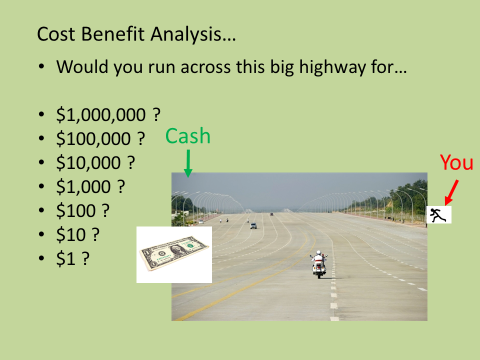 Cost Benefit Analysis…
• Would you run across this big highway for…
• $1,000,000 ?
• $100,000 ?
Cash
• $10,000 ?
You
• $1,000 ?
• $100 ?
• $10 ?
• $1 ?